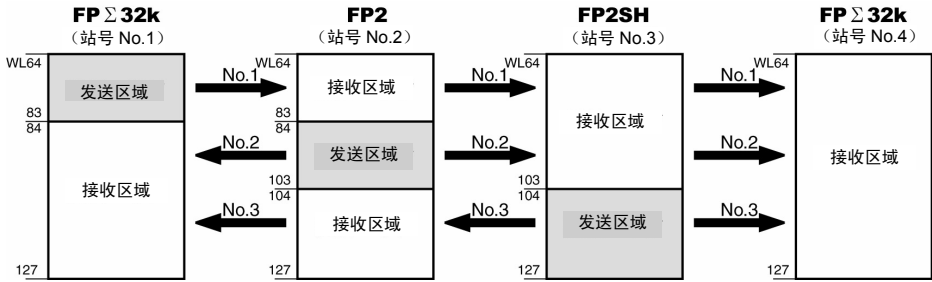 FPΣ32k
（站号 No.1）
FP2
（站号 No.2）
FP2SH
（站号 No.3）
FPΣ32k
（站号 No.4）
WL64
发送区域
83
84
接收区域
127
No.1
No.2
No.3
WL64
接收区域
83
84
发送区域
103
104
接收区域
127
No.1
No.2
No.3
WL64
接收区域
103
104
发送区域
127
No.1
No.2
No.3
WL64
接收区域
127